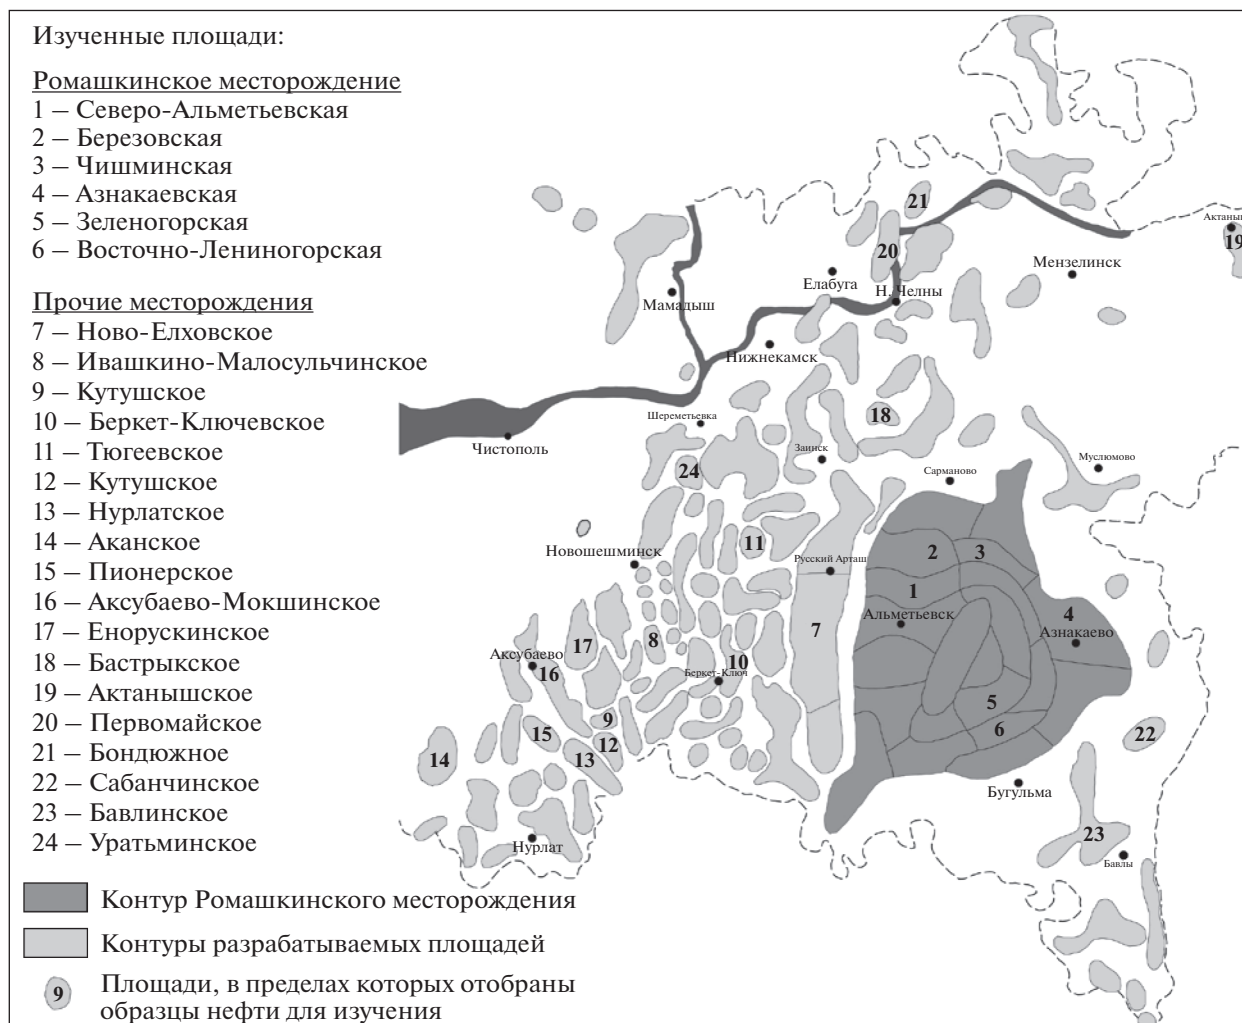 Изученные площади:
Ромашкинское месторождение
1 – Северо-Альметьевская
2 – Березовская
3 – Чишминская
4 – Азнакаевская
5 – Зеленогорская
6 – Восточно-Лениногорская
Прочие месторождения
7 – Ново-Елховское
8 – Ивашкино-Малосульчинское
9 – Кутушское
10 – Беркет-Ключевское
11 – Тюгеевское
12 – Кутушское
13 – Нурлатское
14 – Аканское
15 – Пионерское
16 – Аксубаево-Мокшинское
17 – Енорускинское
18 – Бастрыкское
19 – Актанышское
20 – Первомайское
21 – Бондюжное
22 – Сабанчинское
23 – Бавлинское
24 – Уратьминское
Контур Ромашкинского месторождения
Контуры разрабатываемых площадей
9
Площади, в пределах которых отобраны
образцы нефти для изучения
21
Актаныш
19
20
Мензелинск
Елабуга
Н. Челны
Мамадыш
Нижнекамск
Шереметьевка
18
Чистополь
Заинск
24
Сарманово
Муслюмово
11
2
3
Новошешминск
Русский Арташ
1
Альметьевск
4
Азнакаево
7
17
8
Аксубаево
16
10
Беркет-Ключ
5
9
6
15
12
22
14
13
Бугульма
23
Нурлат
Бавлы